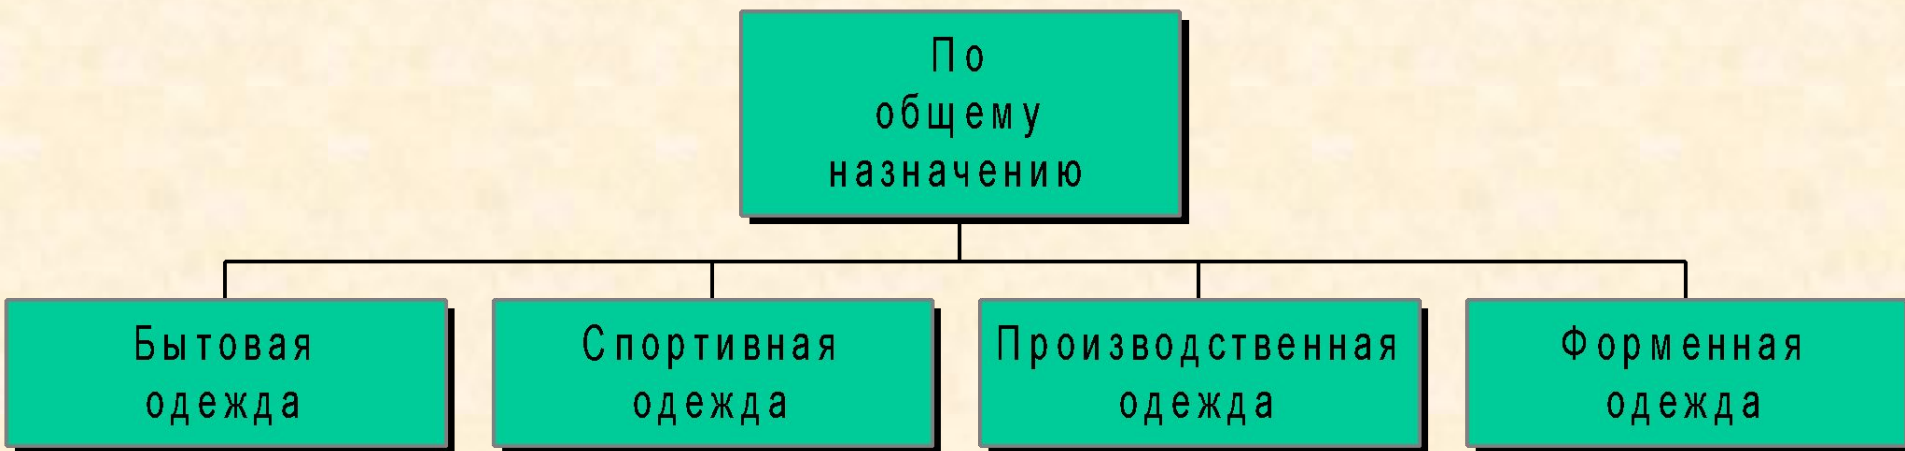 По
общему
назначению
Бытовая
одежда
Спортивная
одежда
Производственная
одежда
Форменная
одежда